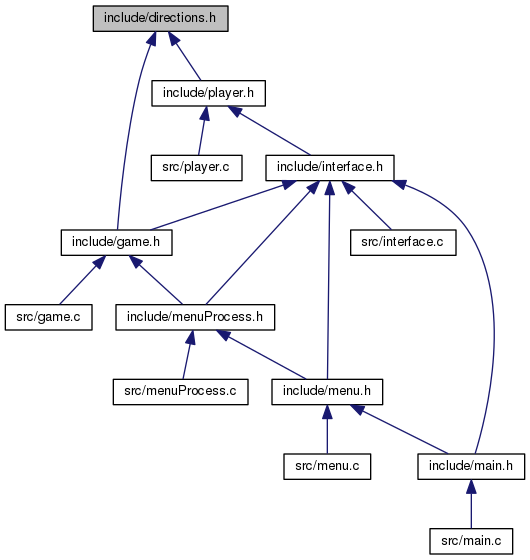 include/directions.h
include/player.h
src/player.c
include/interface.h
include/game.h
src/interface.c
src/game.c
include/menuProcess.h
src/menuProcess.c
include/menu.h
src/menu.c
include/main.h
src/main.c